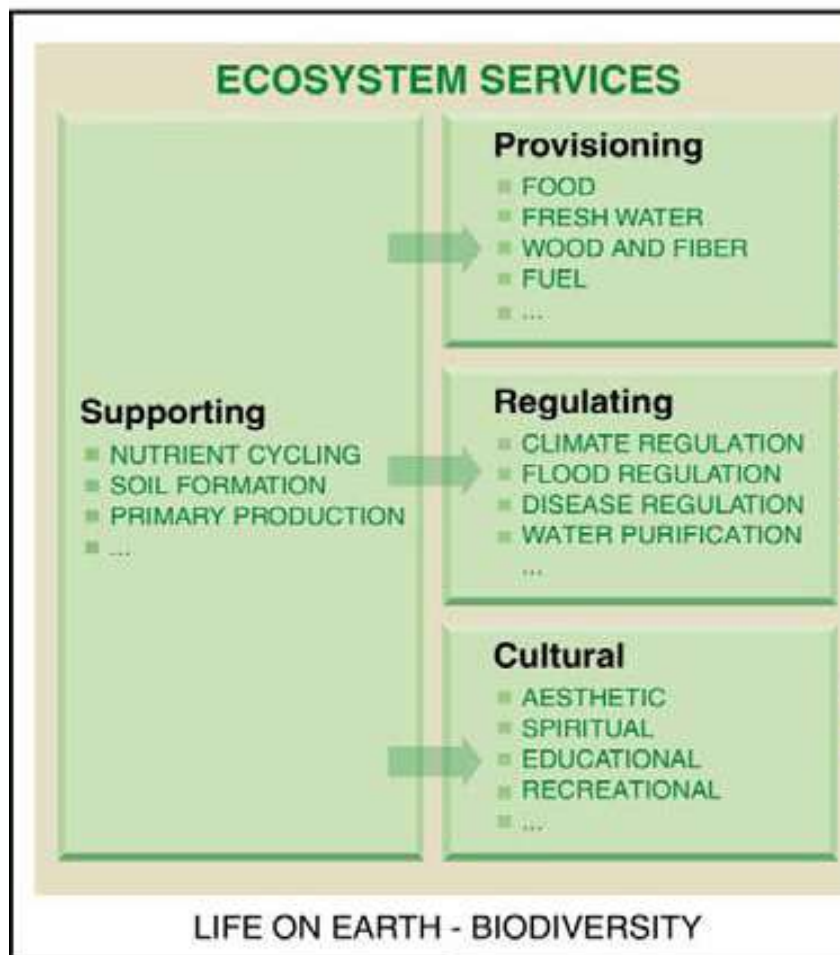 ECOSYSTEM SERVICES
Supporting
NUTRIENT CYCLING
SOIL FORMATION
PRIMARY PRODUCTION
...
Provisioning
FOOD
FRESH WATER
WOOD AND FIBER
FUEL
...
Regulating
CLIMATE REGULATION
FLOOD REGULATION
DISEASE REGULATION
WATER PURIFICATION
...
Cultural
AESTHETIC
SPIRITUAL
EDUCATIONAL
RECREATIONAL
...
LIFE ON EARTH - BIODIVERSITY